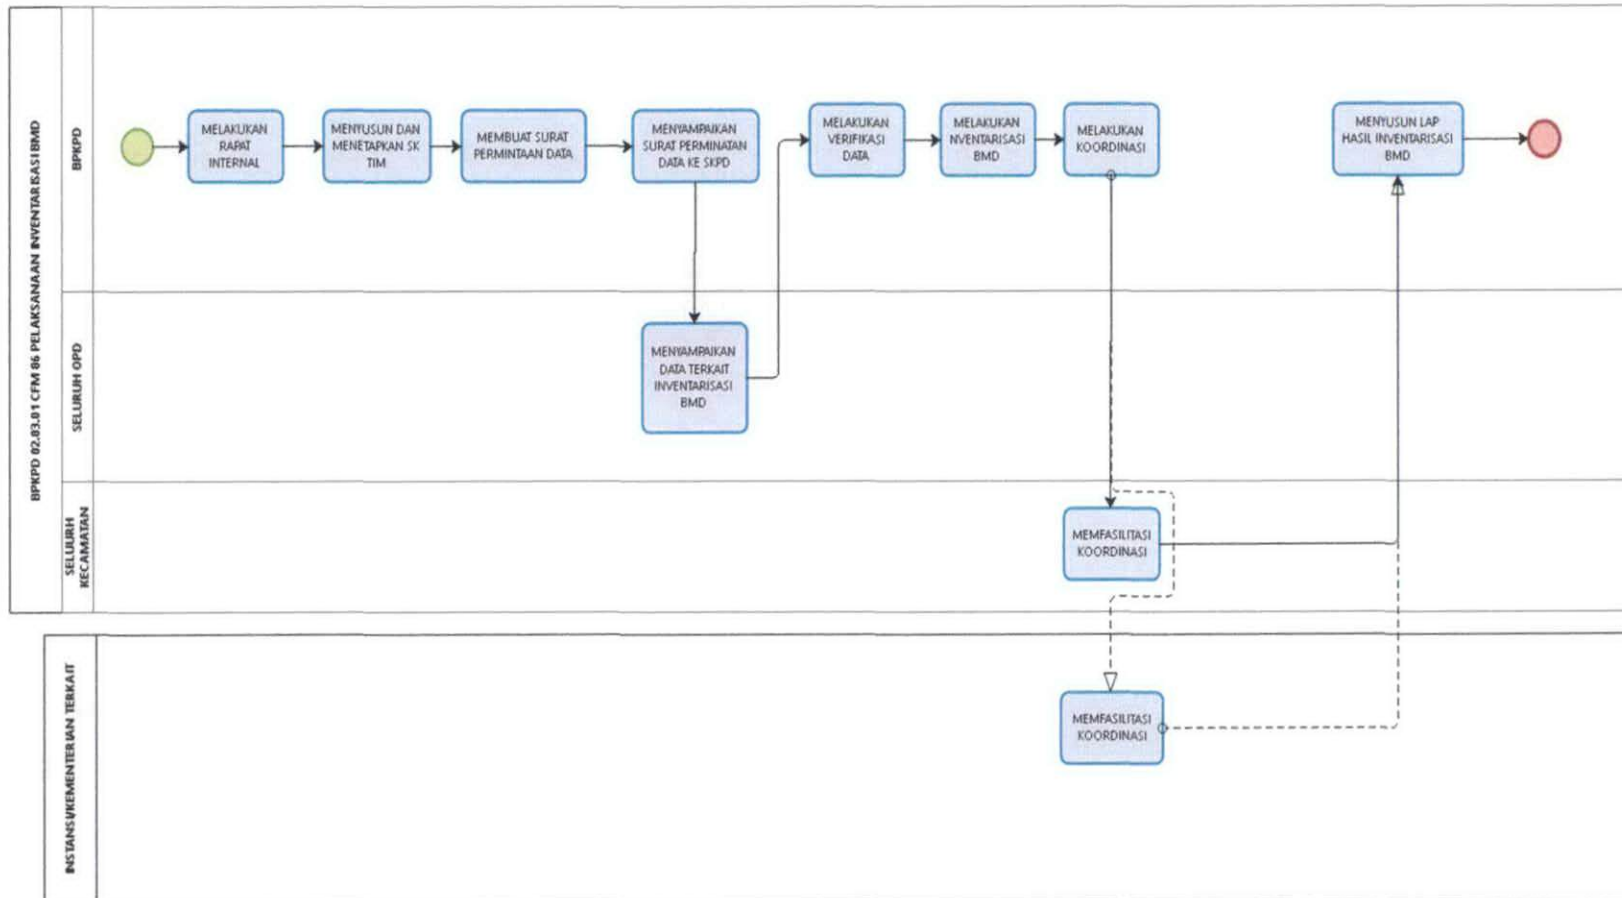 BPKPD 02.03.01 CFM 86 PELAKSANAAN INVENTARISASI BMD
BPKPD
MELAKUKAN
RAPAT
INTERNAL
MENYUSUN DAN
MENETAPKAN SK
TIM
MEMBUAT SURAT
PERMINTAAN DATA
MENYAMPAIKAN
SURAT PERMINATAN
DATA KE SKPD
MELAKUKAN
VERIFIKASI
DATA
MELAKUKAN
NVENTARISASI
BMD
MELAKUKAN
KOORDINASI
MENYUSUN LAP
HASIL INVENTARISASI
BMD
SELURUH OPD
MENYAMPAIKAN
DATA TERKAIT
INVENTARISASI
BMD
SELUURH
KECAMATAN
MEMFASILITASI
KOORDINASI
INSTANSI/KEMENTERIAN TERKAIT
MEMFASILITASI
KOORDINASI